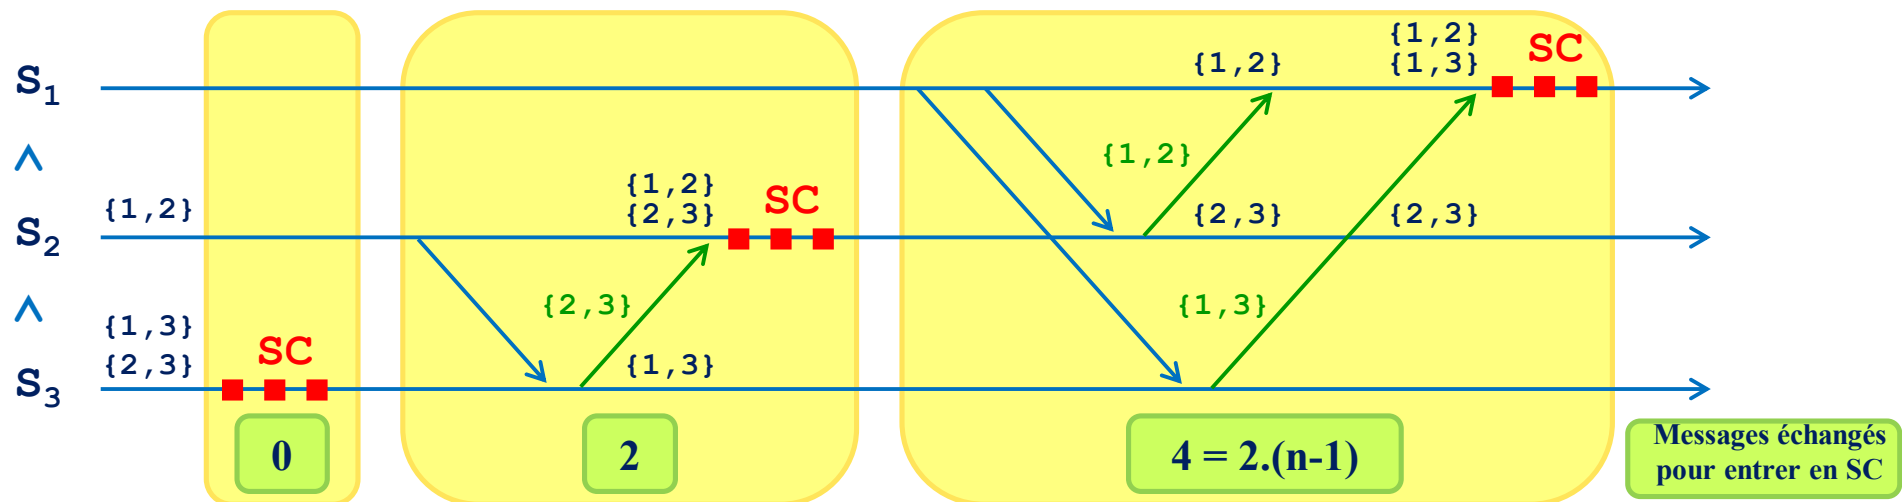 {1,2}
{1,2} SC
S1 {1,2} {1,3}
<
{1,2}
{1,2} SC
{1,2} {2,3} {2,3} {2,3}
S2
<
{2,3} {1,3}
{1,3}
SC
{2,3} {1,3}
S3
0 2 4 = 2.(n-1)
Messages échangés
pour entrer en SC